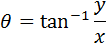 θ = tan⁻¹ y/x